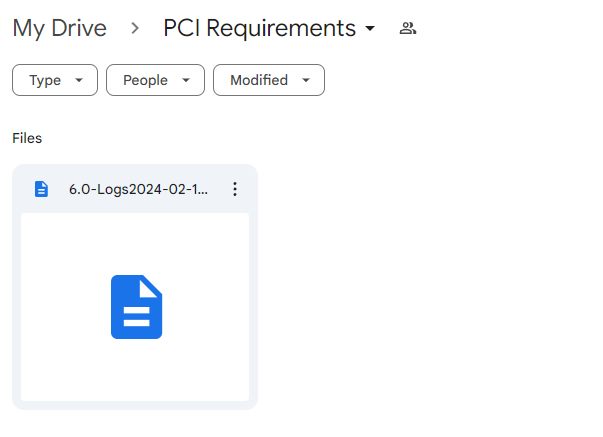 My Drive > PCI Requirements
Type People Modified
Files
6.0-Logs2024-02-1...